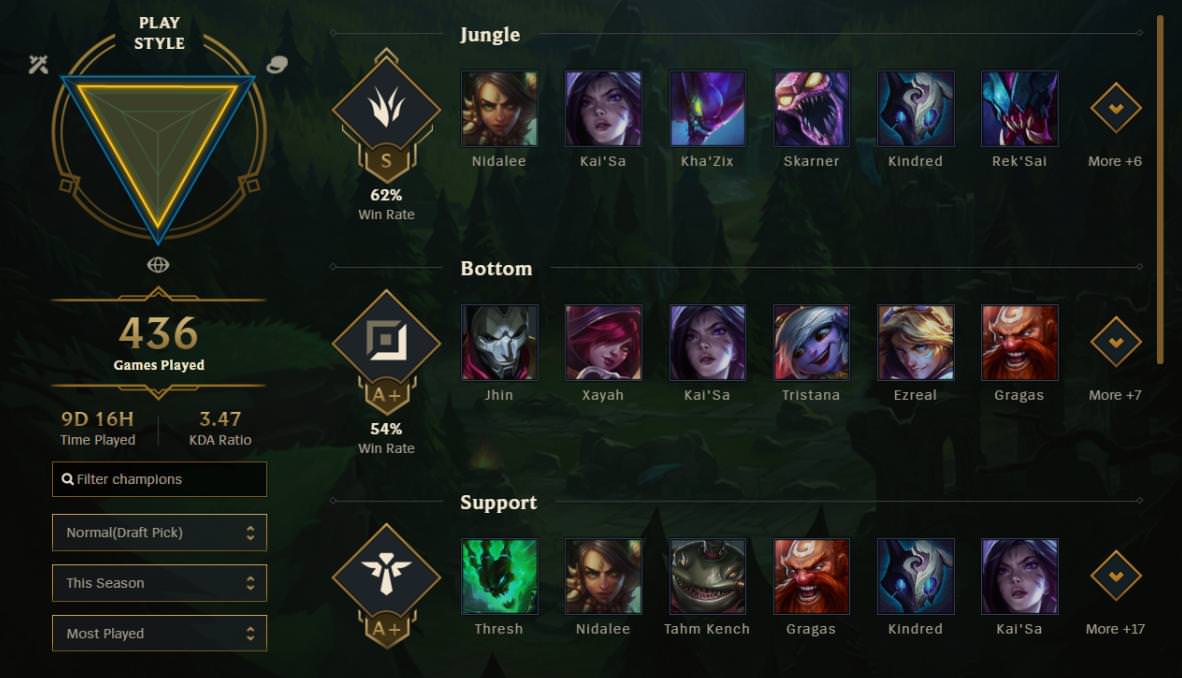 PLAY
STYLE
436
Games Played
9D 16H
Time Played
3.47
KDA Ratio
Filter champions
Normal(Draft Pick)
This Season
Most Played
Jungle
S
62%
Win Rate
Nidalee
Kai'Sa
Kha'Zix
Skarner
Kindred
Rek'Sai
More +6
Bottom
A+
54%
Win Rate
Jhin
Xayah
Kai'Sa
Tristana
Ezreal
Gragas
More +7
Support
A+
Thresh
Nidalee
Tahm Kench
Gragas
Kindred
Kai'Sa
More +17